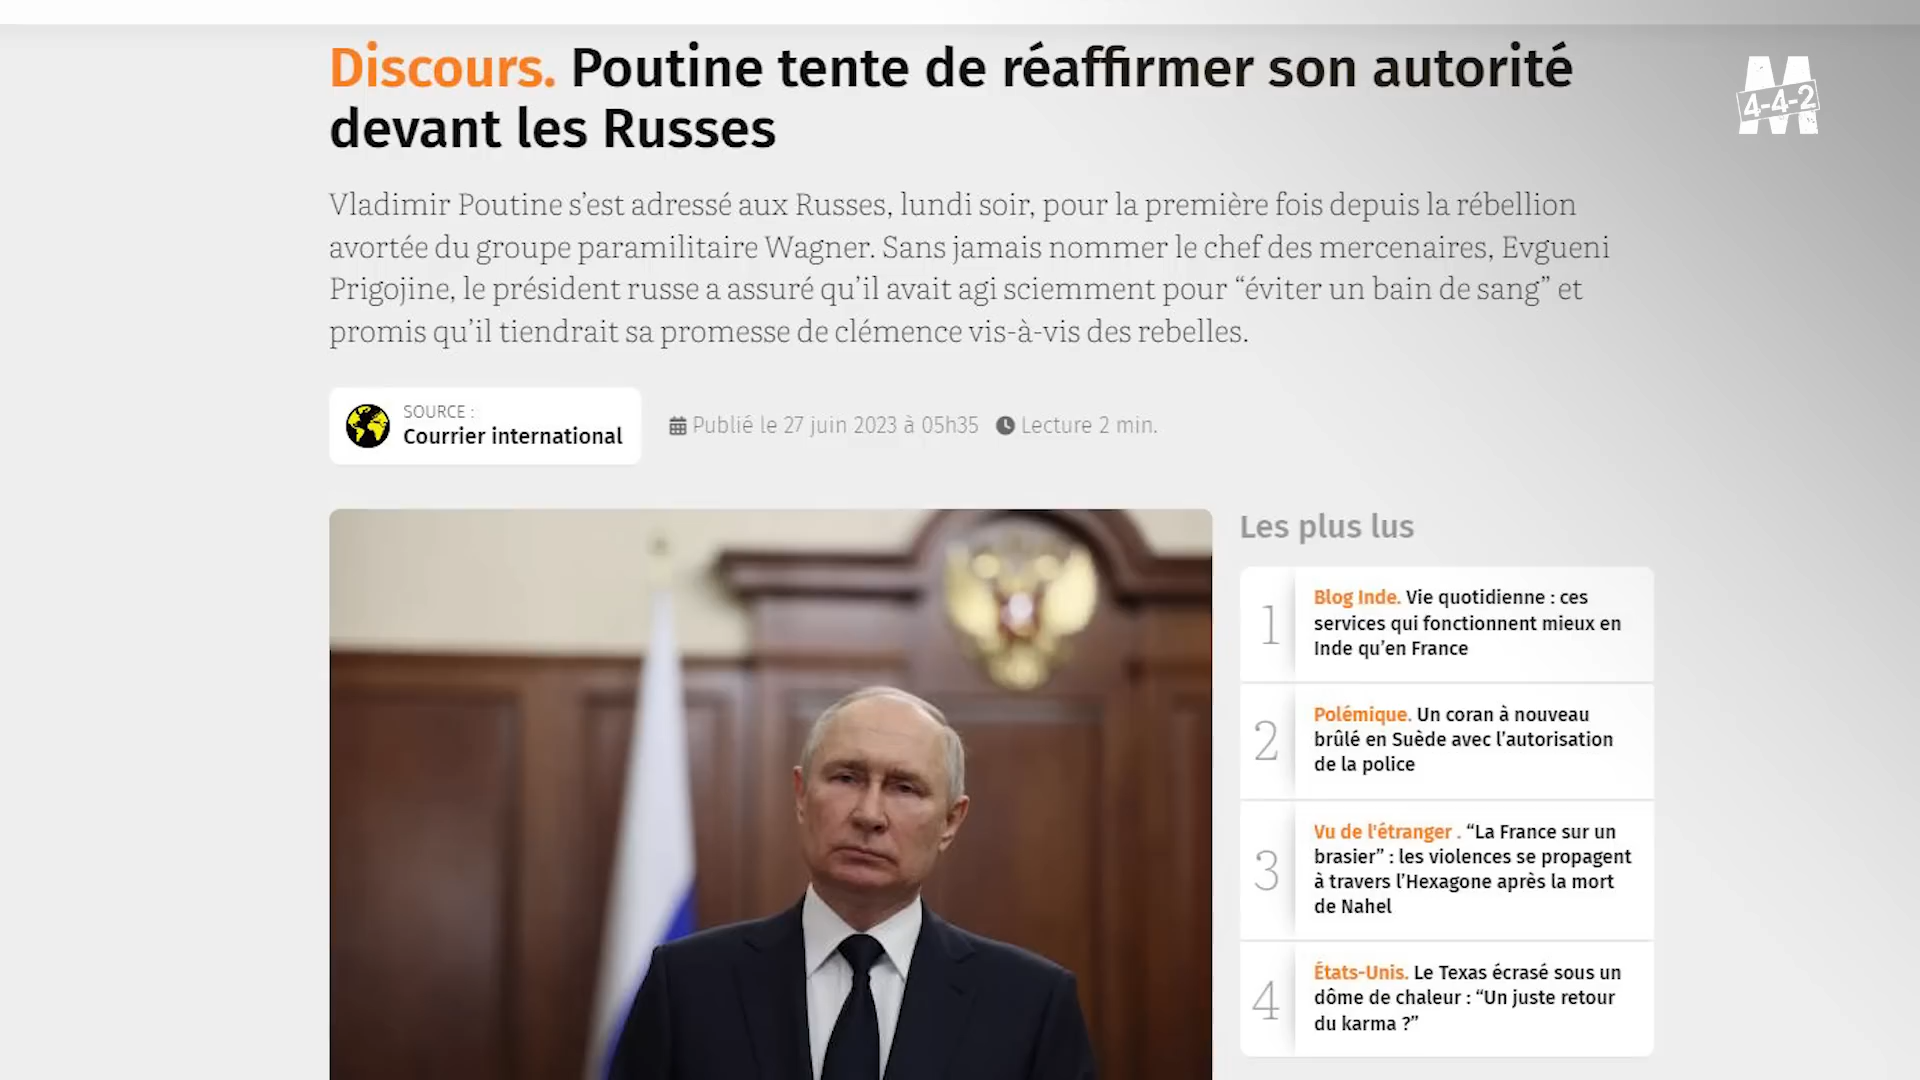 Discours. Poutine tente de réaffirmer son autorité
devant les Russes
M
4-4-2
Vladimir Poutine s’est adressé aux Russes, lundi soir, pour la première fois depuis la rébellion
avortée du groupe paramilitaire Wagner. Sans jamais nommer le chef des mercenaires, Evgueni
Prigojine, le président russe a assuré qu’il avait agi sciemment pour “éviter un bain de sang” et
promis qu’il tiendrait sa promesse de clémence vis-à-vis des rebelles.
SOURCE :
Courrier international
Publié le 27 juin 2023 à 05h35 Lecture 2 min.
Les plus lus
1
Blog Inde. Vie quotidienne : ces
services qui fonctionnent mieux en
Inde qu’en France
2
Polémique. Un coran à nouveau
brûlé en Suède avec l’autorisation
de la police
3
Vu de l'étranger . “La France sur un
brasier” : les violences se propagent
à travers l’Hexagone après la mort
de Nahel
4
États-Unis. Le Texas écrasé sous un
dôme de chaleur : “Un juste retour
du karma ?”